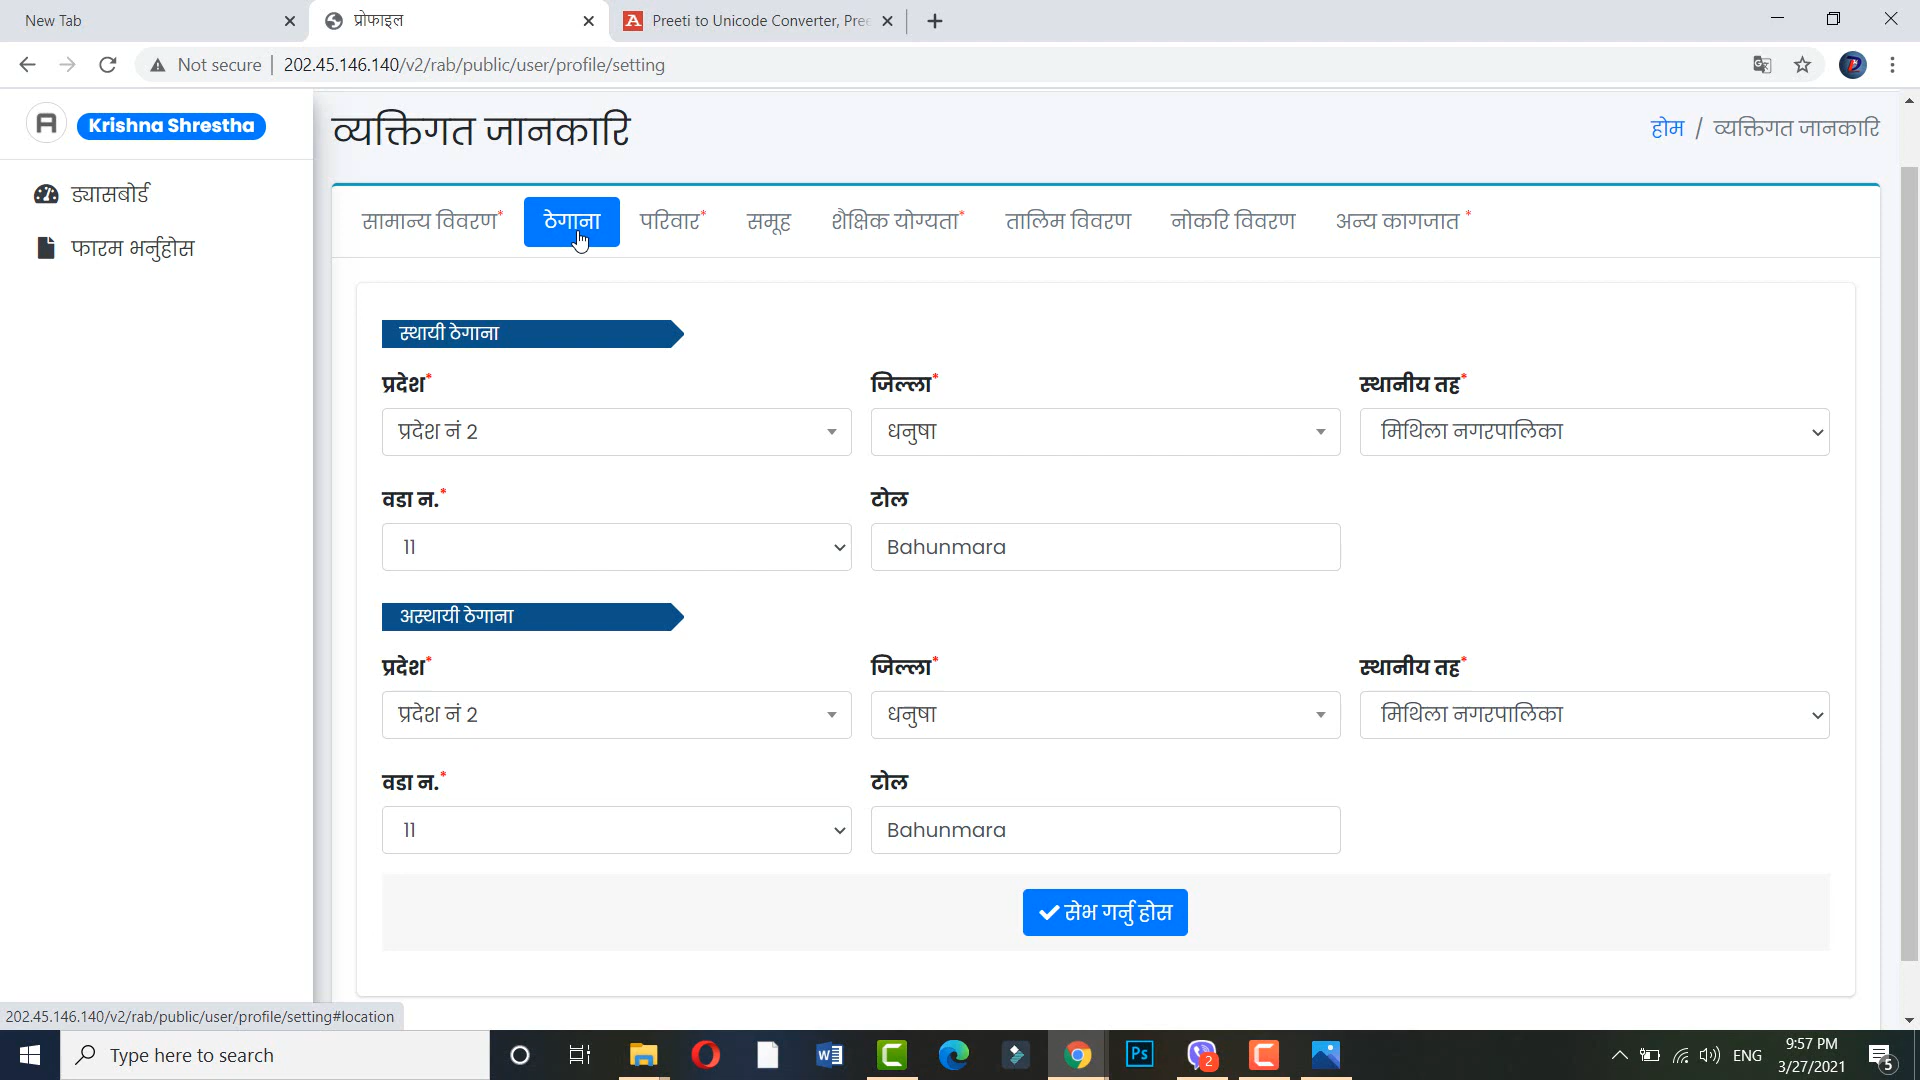 New Tab
प्रोफाइल
Preeti to Unicode Converter, Pree
Not secure
202.45.146.140/v2/rab/public/user/profile/setting
Krishna Shrestha
ड्यासबोर्ड
फारम भर्नुहोस
व्यक्तिगत जानकारि
होम / व्यक्तिगत जानकारि
सामान्य विवरण*
ठेगाना
परिवार*
समूह
शैक्षिक योग्यता*
तालिम विवरण
नोकरि विवरण
अन्य कागजात *
स्थायी ठेगाना
प्रदेश* जिल्ला* स्थानीय तह*
प्रदेश नं 2 धनुषा मिथिला नगरपालिका
वडा न.* टोल
11 Bahunmara
अस्थायी ठेगाना
प्रदेश* जिल्ला* स्थानीय तह*
प्रदेश नं 2 धनुषा मिथिला नगरपालिका
वडा न.* टोल
11 Bahunmara
सेभ गर्नु होस
202.45.146.140/v2/rab/public/user/profile/setting#location
Type here to search
Ps
2
ENG
9:57 PM
3/27/2021
5